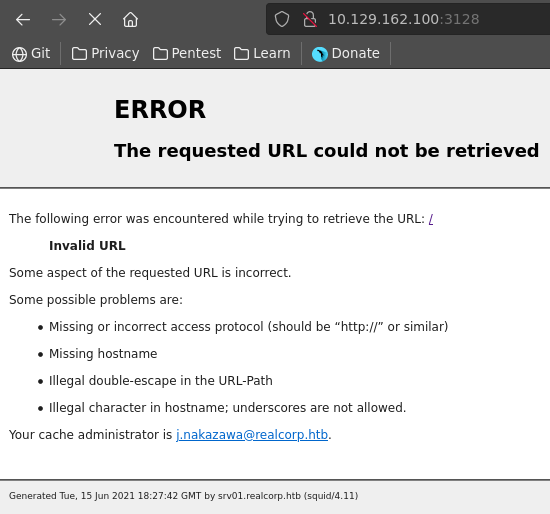 10.129.162.100:3128
Git Privacy Pentest Learn Donate
ERROR
The requested URL could not be retrieved
The following error was encountered while trying to retrieve the URL: /
Invalid URL
Some aspect of the requested URL is incorrect.
Some possible problems are:
• Missing or incorrect access protocol (should be “http://” or similar)
• Missing hostname
• Illegal double-escape in the URL-Path
• Illegal character in hostname; underscores are not allowed.
Your cache administrator is j.nakazawa@realcorp.htb.
Generated Tue, 15 Jun 2021 18:27:42 GMT by srv01.realcorp.htb (squid/4.11)